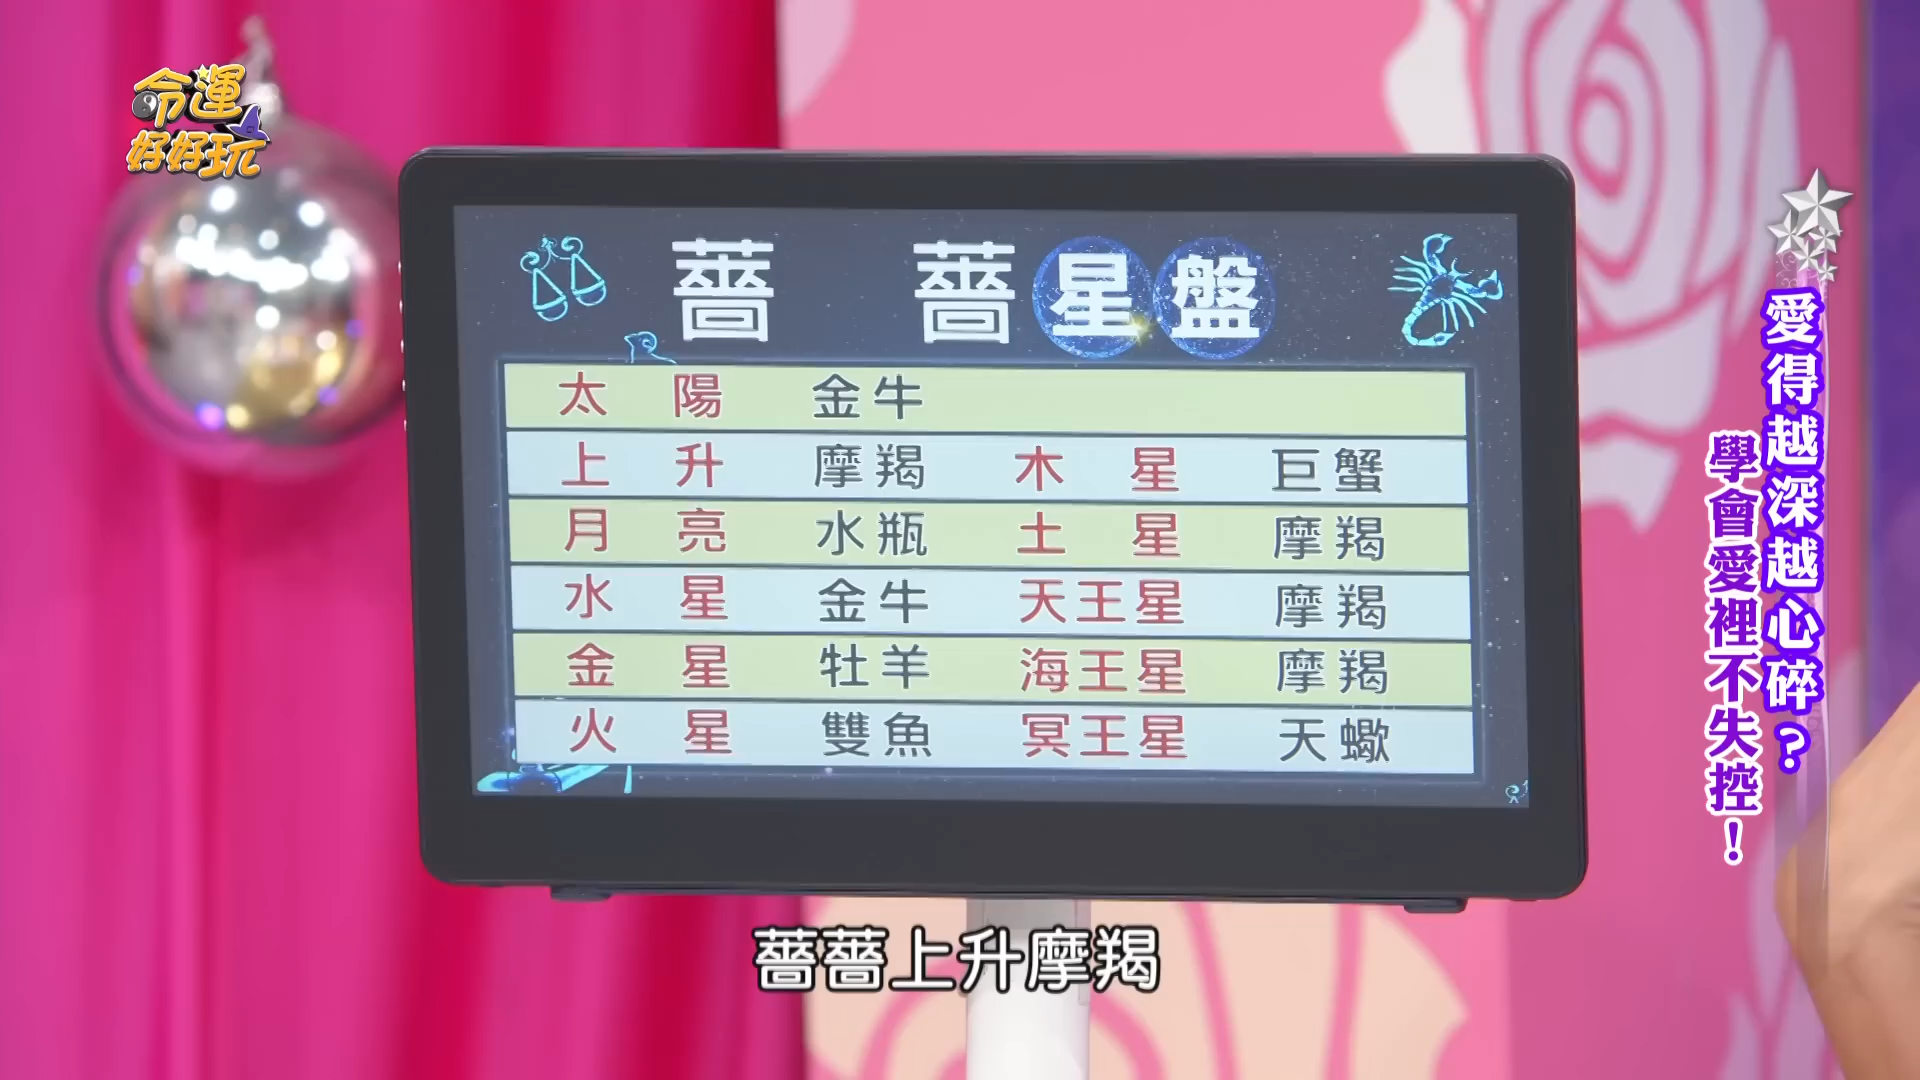 命運
好好玩
薔薔星盤
太陽 金牛
上升 摩羯 木星 巨蟹
月亮 水瓶 土星 摩羯
水星 金牛 天王星 摩羯
金星 牡羊 海王星 摩羯
火星 雙魚 冥王星 天蠍
愛得越深越心碎？
學會愛裡不失控！
薔薔上升摩羯